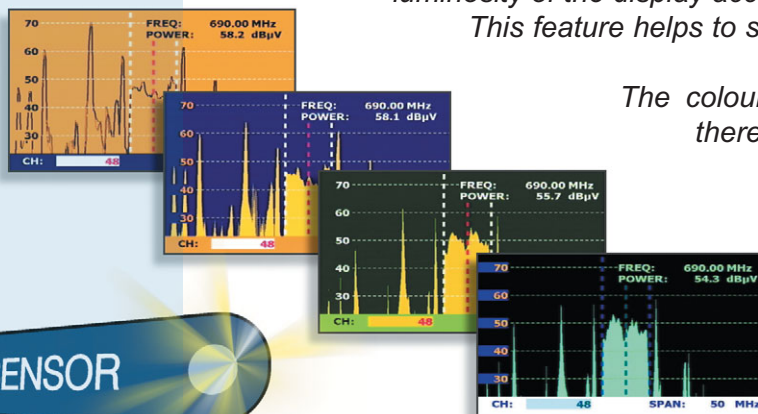 luminosity of the display
This feature helps to
The colour
70
60
50
40
30
FREQ: 690.00 MHz
POWER: 58.2 dBµV
CH: 48
70
60
50
40
30
FREQ: 690.00 MHz
POWER: 58.1 dBµV
CH: 48
70
60
50
40
30
FREQ: 690.00 MHz
POWER: 55.7 dBµV
CH: 48
70
60
50
40
30
FREQ: 690.00 MHz
POWER: 54.3 dBµV
CH: 48 SPAN: 50 MHz
ENSOR